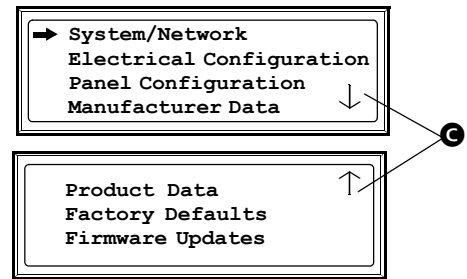 System/Network
Electrical Configuration
Panel Configuration
Manufacturer Data
G
Product Data
Factory Defaults
Firmware Updates